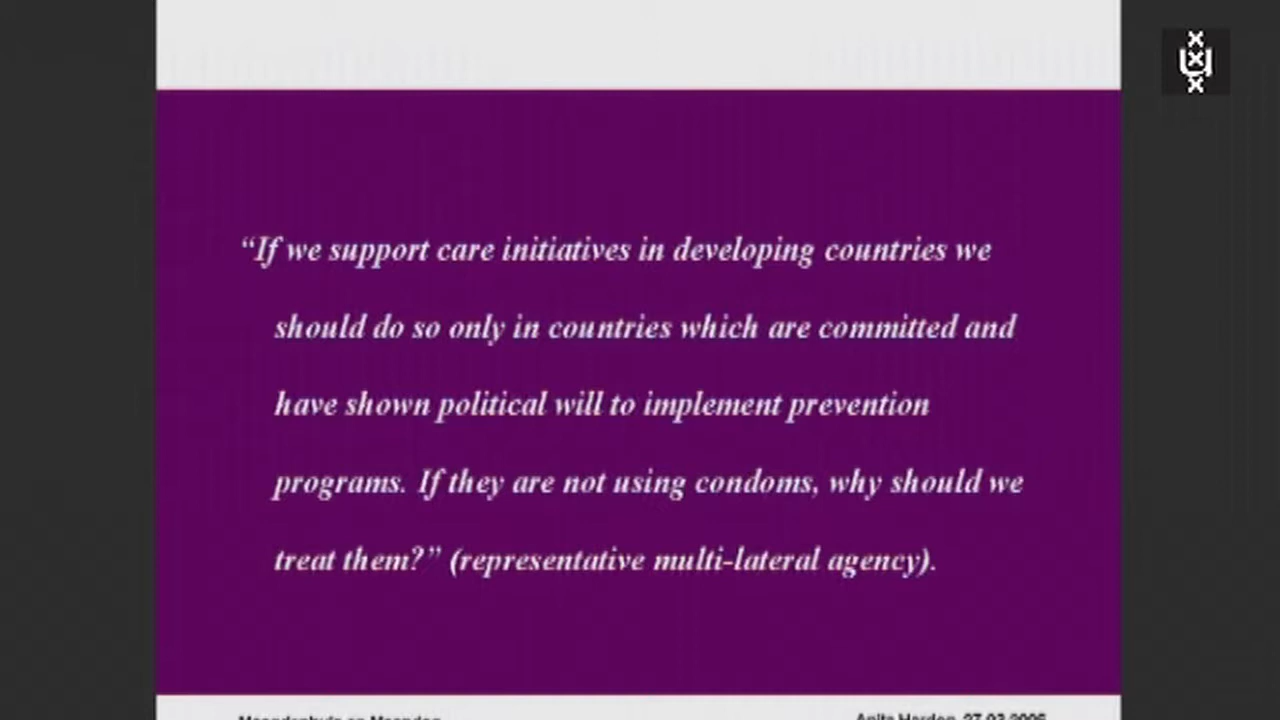 “If we support care initiatives in developing countries we
should do so only in countries which are committed and
have shown political will to implement prevention
programs. If they are not using condoms, why should we
treat them?” (representative multi-lateral agency).